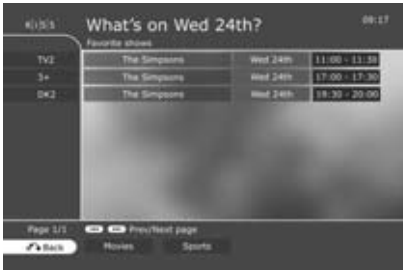 KISS What's on Wed 24th? 09:17
Favorite shows
TV2 The Simpsons Wed 24th 11:00 - 11:30
3+ The Simpsons Wed 24th 17:00 - 17:30
DK2 The Simpsons Wed 24th 19:30 - 20:00
Page 1/1 Prev/Next page
Back Movies Sports